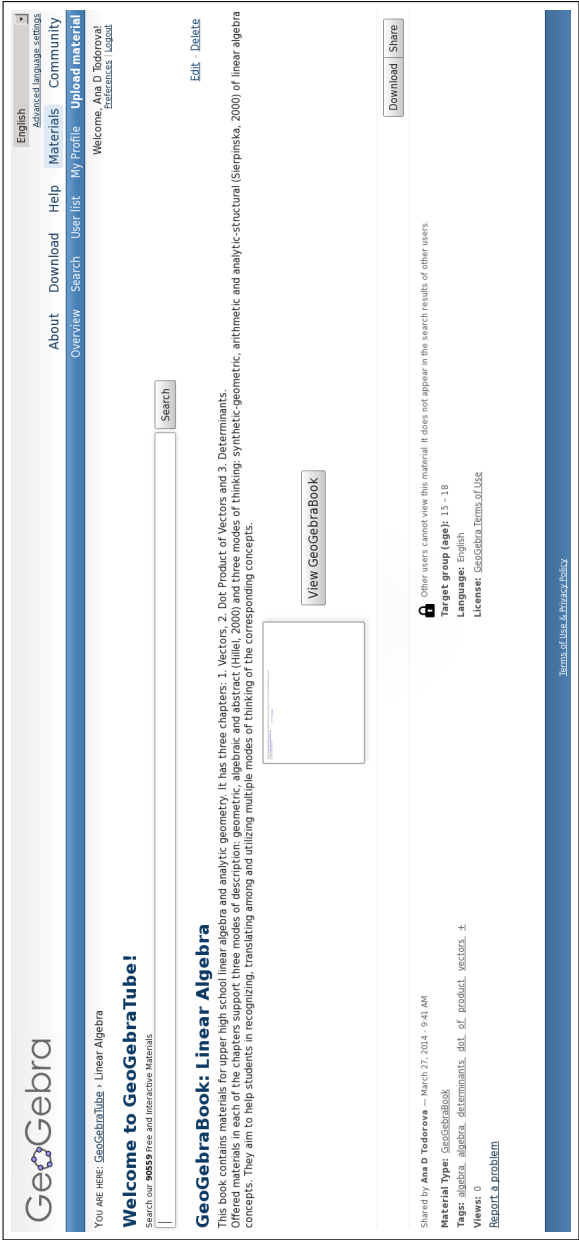 GeoGebra
English
Advanced language settings
About Download Help Materials Community
Overview Search User list My Profile Upload material
Welcome, Ana D Todorova!
Preferences | Logout
YOU ARE HERE: GeoGebraTube › Linear Algebra
Welcome to GeoGebraTube!
Search our 90559 Free and Interactive Materials
Search
GeoGebraBook: Linear Algebra
Edit - Delete
This book contains materials for upper high school linear algebra and analytic geometry. It has three chapters: 1. Vectors, 2. Dot Product of Vectors and 3. Determinants.
Offered materials in each of the chapters support three modes of description: geometric, algebraic and abstract (Hillel, 2000) and three modes of thinking: synthetic-geometric, arithmetic and analytic-structural (Sierpinska, 2000) of linear algebra
concepts. They aim to help students in recognizing, translating among and utilizing multiple modes of thinking of the corresponding concepts.
View GeoGebraBook
Download Share
Shared by Ana D Todorova — March 27, 2014 - 9:41 AM
Other users cannot view this material. It does not appear in the search results of other users.
Material Type: GeoGebraBook
Target group (age): 15 – 18
Tags: algebra algebra determinants dot of product vectors +
Language: English
Views: 0
License: GeoGebra Terms of Use
Report a problem
Terms of Use & Privacy Policy